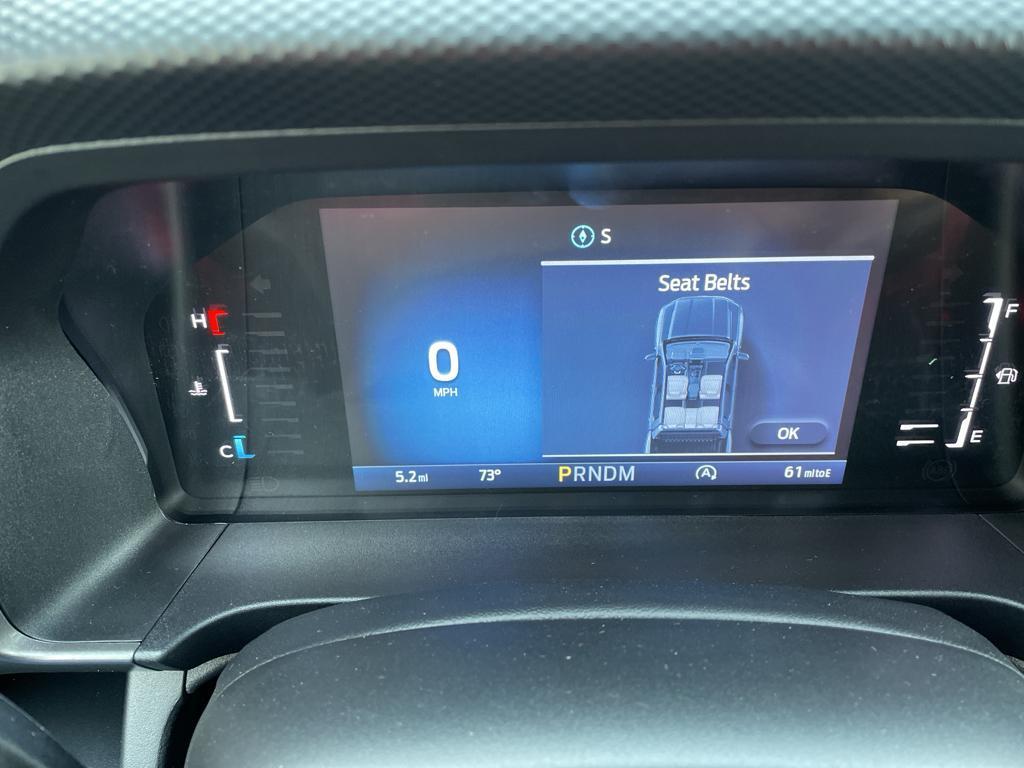 S
Seat Belts
H
F
0
MPH
OK
C
E
5.2 mi
73°
PRNDM
A
61 mi to E